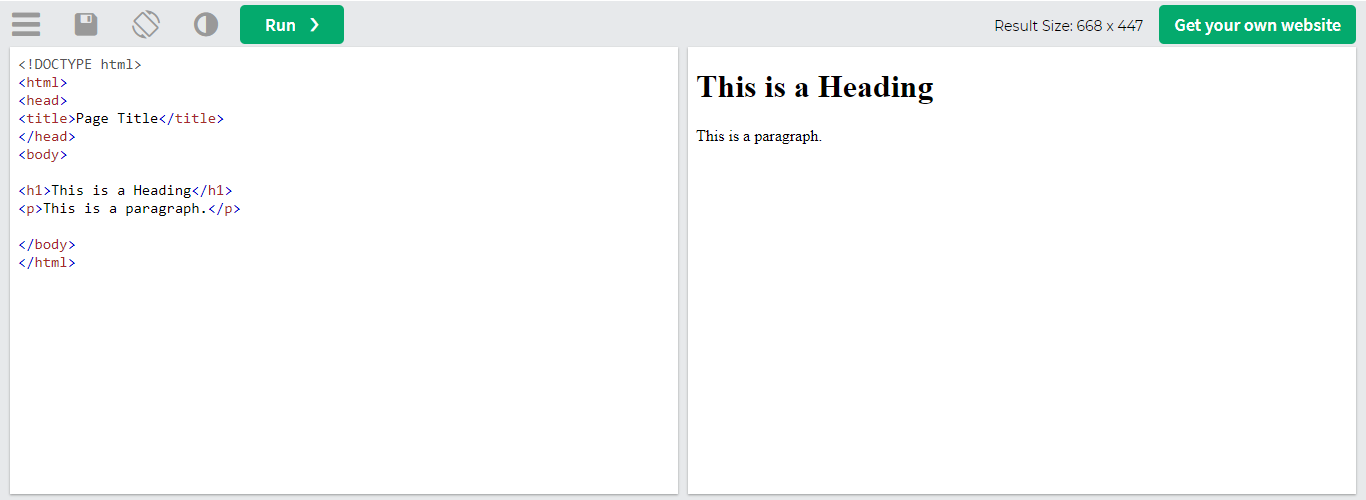 Run ❯
Result Size: 668 x 447
Get your own website
<!DOCTYPE html>
<html>
<head>
<title>Page Title</title>
</head>
<body>
<h1>This is a Heading</h1>
<p>This is a paragraph.</p>
</body>
</html>
This is a Heading
This is a paragraph.